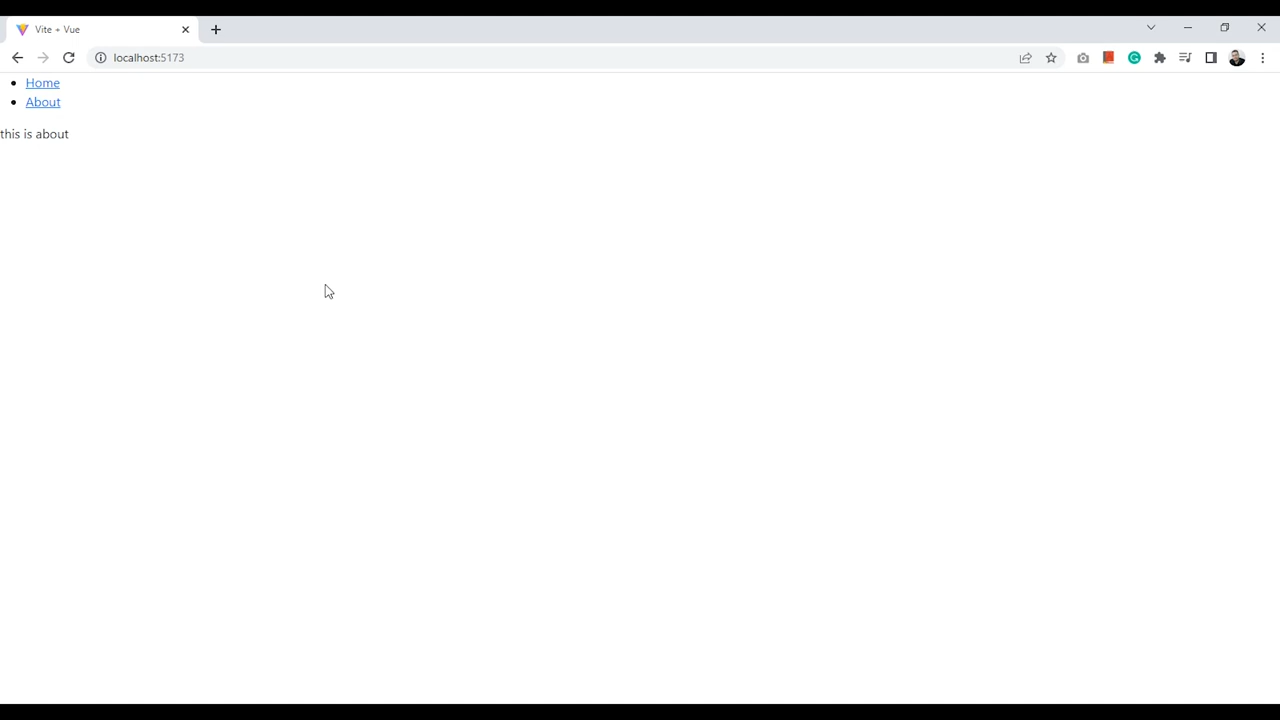 Vite + Vue
localhost:5173
Home
About
this is about